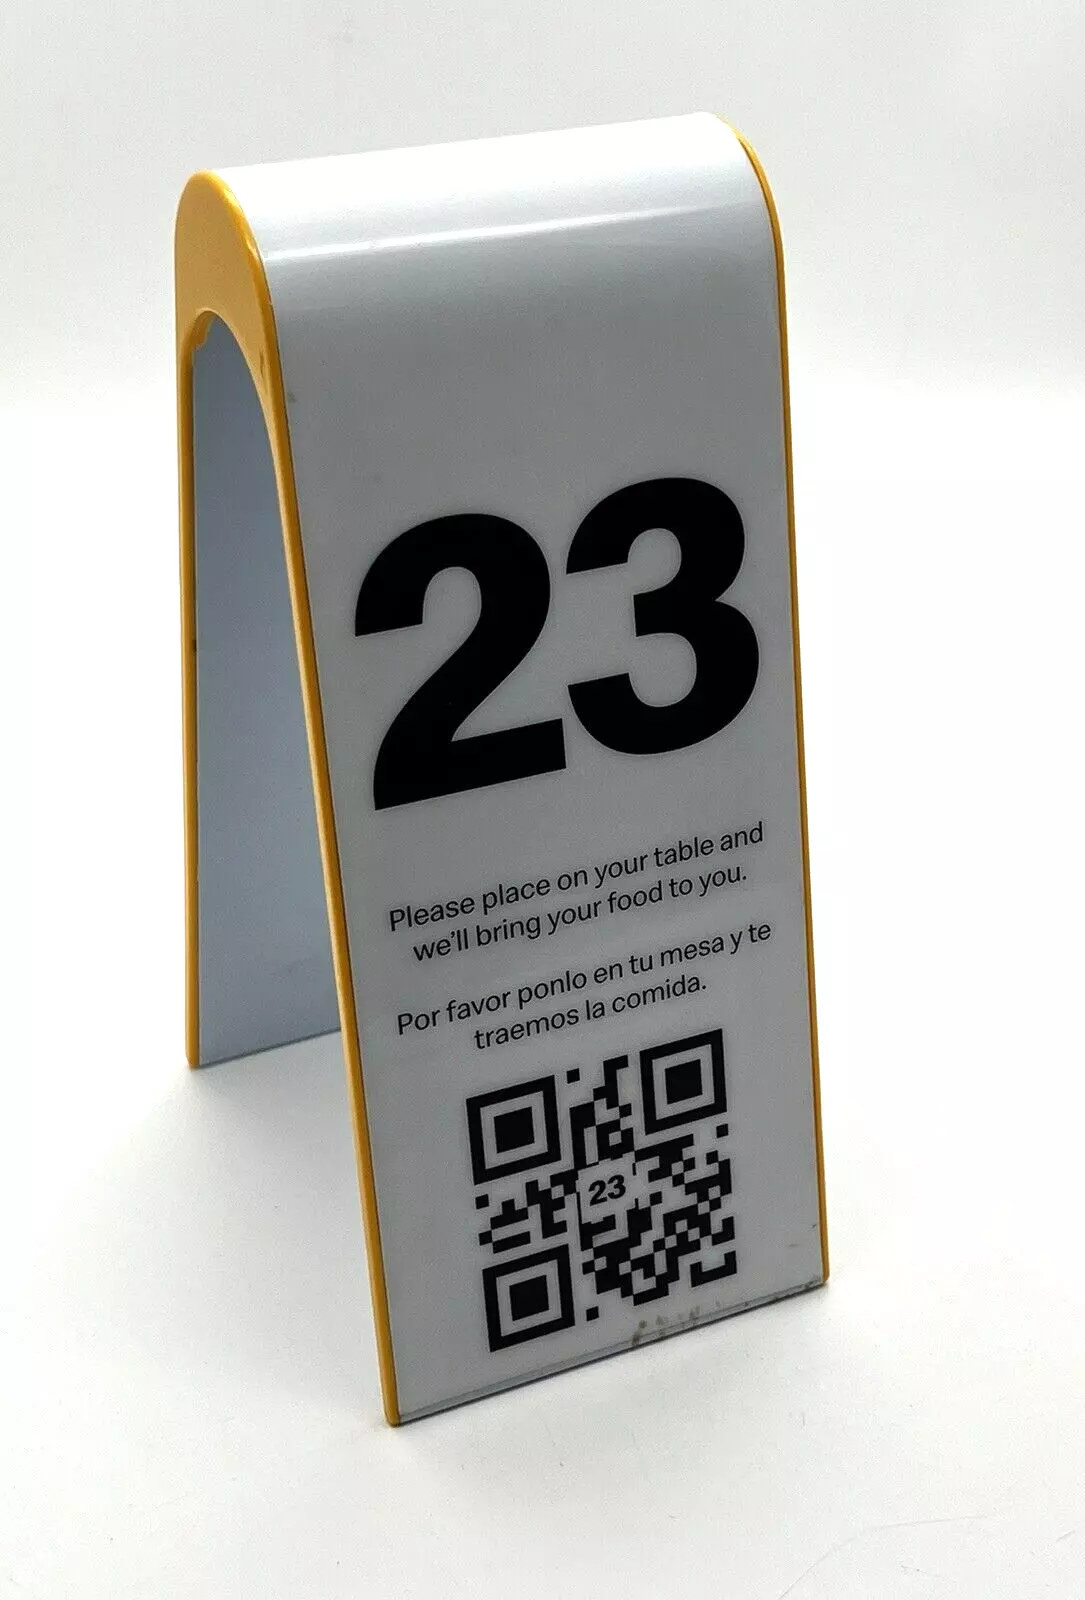 23
Please place on your table and
we'll bring your food to you.
Por favor ponlo en tu mesa y te
traemos la comida.
23